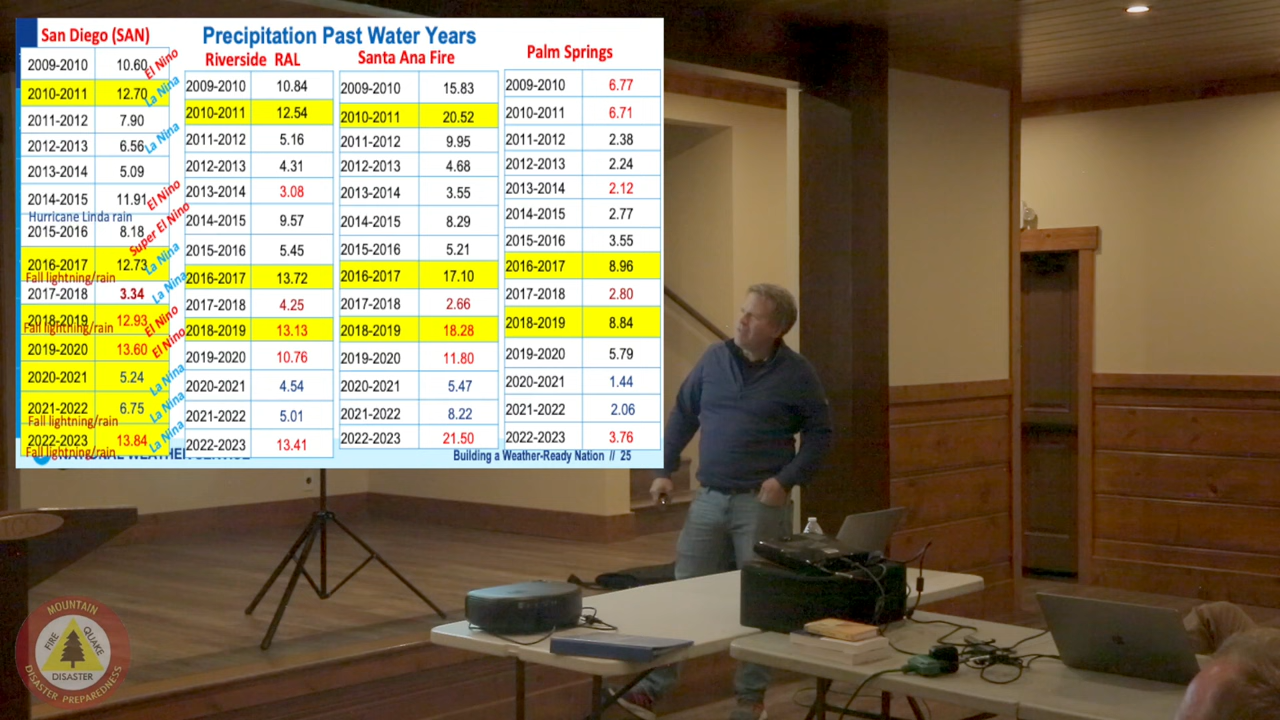 Precipitation Past Water Years
San Diego (SAN)
2009-2010 10.60 El Nino
2010-2011 12.70 La Nina
2011-2012 7.90
2012-2013 6.56 La Nina
2013-2014 5.09
2014-2015 11.91 El Nino
Hurricane Linda rain
2015-2016 8.18 Super El Nino
2016-2017 12.73 La Nina
Fall lightning/rain
2017-2018 3.34 La Nina
2018-2019 12.93 El Nino
Fall lightning/rain
2019-2020 13.60 El Nino
2020-2021 5.24 La Nina
2021-2022 6.75 La Nina
Fall lightning/rain
2022-2023 13.84 La Nina
Fall lightning/rain
Riverside RAL
2009-2010 10.84
2010-2011 12.54
2011-2012 5.16
2012-2013 4.31
2013-2014 3.08
2014-2015 9.57
2015-2016 5.45
2016-2017 13.72
2017-2018 4.25
2018-2019 13.13
2019-2020 10.76
2020-2021 4.54
2021-2022 5.01
2022-2023 13.41
Santa Ana Fire
2009-2010 15.83
2010-2011 20.52
2011-2012 9.95
2012-2013 4.68
2013-2014 3.55
2014-2015 8.29
2015-2016 5.21
2016-2017 17.10
2017-2018 2.66
2018-2019 18.28
2019-2020 11.80
2020-2021 5.47
2021-2022 8.22
2022-2023 21.50
Palm Springs
2009-2010 6.77
2010-2011 6.71
2011-2012 2.38
2012-2013 2.24
2013-2014 2.12
2014-2015 2.77
2015-2016 3.55
2016-2017 8.96
2017-2018 2.80
2018-2019 8.84
2019-2020 5.79
2020-2021 1.44
2021-2022 2.06
2022-2023 3.76
NATIONAL WEATHER SERVICE
Building a Weather-Ready Nation // 25
MOUNTAIN
FIRE
QUAKE
DISASTER
DISASTER PREPAREDNESS